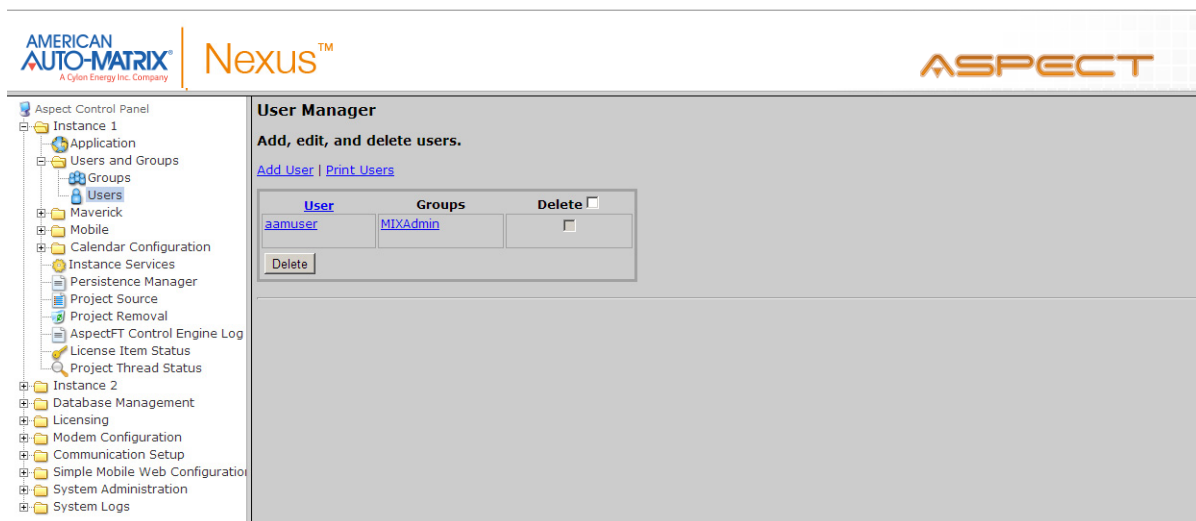 AMERICAN
AUTO-MATRIX®
A Cylon Energy Inc. Company
Nexus™
ASPECT
Aspect Control Panel
Instance 1
Application
Users and Groups
Groups
Users
Maverick
Mobile
Calendar Configuration
Instance Services
Persistence Manager
Project Source
Project Removal
AspectFT Control Engine Log
License Item Status
Project Thread Status
Instance 2
Database Management
Licensing
Modem Configuration
Communication Setup
Simple Mobile Web Configuration
System Administration
System Logs
User Manager
Add, edit, and delete users.
Add User | Print Users
User Groups Delete
aamuser MIXAdmin
Delete